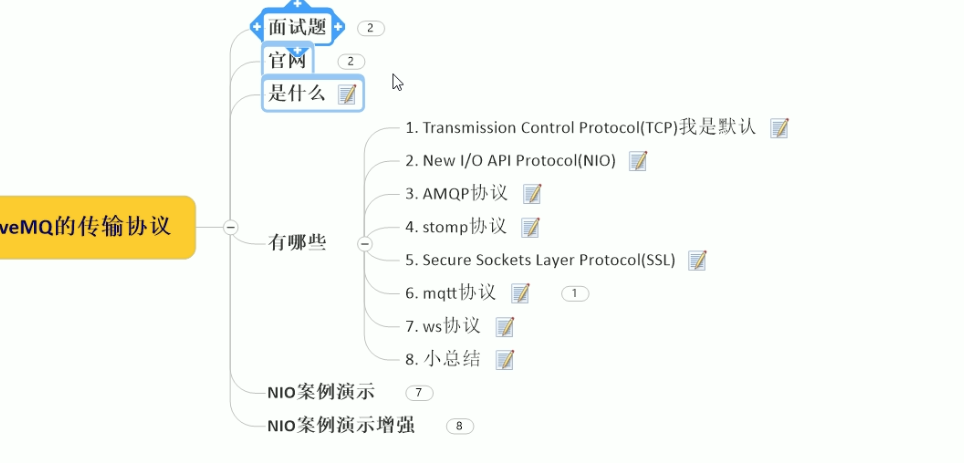 面试题 2
官网 2
是什么
1. Transmission Control Protocol(TCP)我是默认
2. New I/O API Protocol(NIO)
3. AMQP协议
4. stomp协议
veMQ的传输协议
有哪些
5. Secure Sockets Layer Protocol(SSL)
6. mqtt协议 1
7. ws协议
8. 小总结
NIO案例演示 7
NIO案例演示增强 8